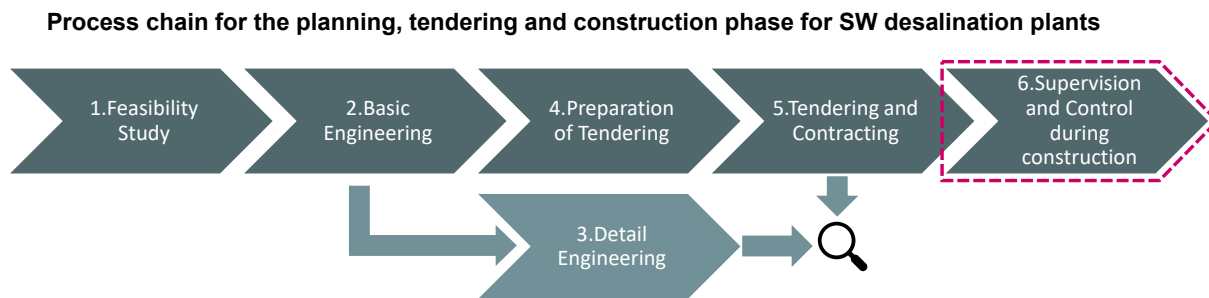 Process chain for the planning, tendering and construction phase for SW desalination plants
1.Feasibility
Study
2.Basic
Engineering
4.Preparation
of Tendering
5.Tendering and
Contracting
6.Supervision
and Control
during
construction
3.Detail
Engineering